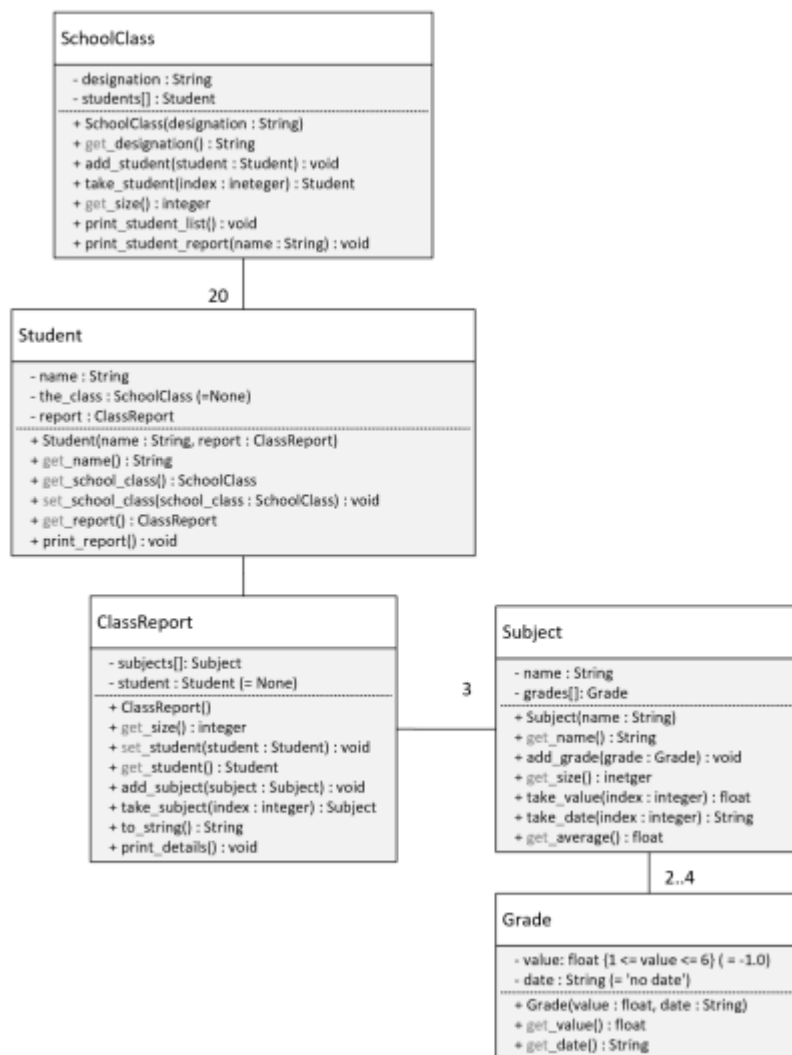 SchoolClass
- designation : String
- students[] : Student
+ SchoolClass(designation : String)
+ get_designation() : String
+ add_student(student : Student) : void
+ take_student(index : ineteger) : Student
+ get_size() : integer
+ print_student_list() : void
+ print_student_report(name : String) : void
20
Student
- name : String
- the_class : SchoolClass (=None)
- report : ClassReport
+ Student(name : String, report : ClassReport)
+ get_name() : String
+ get_school_class() : SchoolClass
+ set_school_class(school_class : SchoolClass) : void
+ get_report() : ClassReport
+ print_report() : void
ClassReport
- subjects[]: Subject
- student : Student (= None)
+ ClassReport()
+ get_size() : integer
+ set_student(student : Student) : void
+ get_student() : Student
+ add_subject(subject : Subject) : void
+ take_subject(index : integer) : Subject
+ to_string() : String
+ print_details() : void
3
Subject
- name : String
- grades[]: Grade
+ Subject(name : String)
+ get_name() : String
+ add_grade(grade : Grade) : void
+ get_size() : inetger
+ take_value(index : integer) : float
+ take_date(index : integer) : String
+ get_average() : float
2..4
Grade
- value: float {1 <= value <= 6} ( = -1.0)
- date : String (= 'no date')
+ Grade(value : float, date : String)
+ get_value() : float
+ get_date() : String